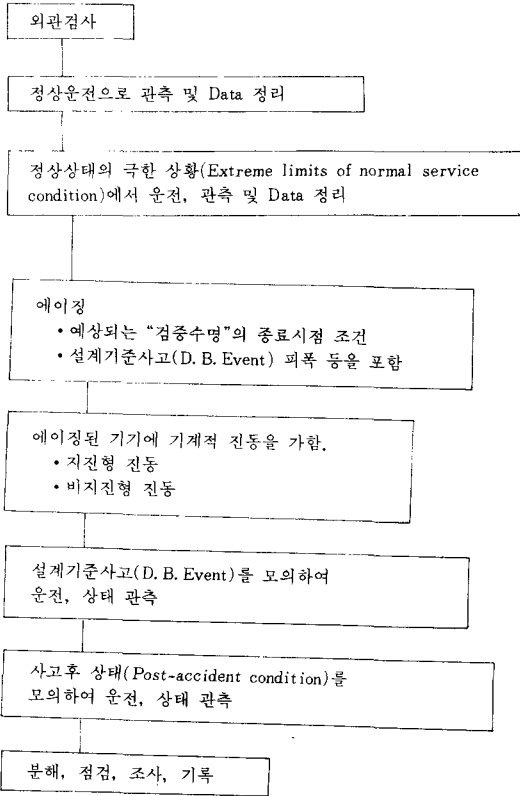 외관검사
정상운전으로 관측 및 Data 정리
정상상태의 극한 상황(Extreme limits of normal service
condition)에서 운전, 관측 및 Data 정리
에이징
• 예상되는 “검증수명”의 종료시점 조건
• 설계기준사고(D. B. Event) 피폭 등을 포함
에이징된 기기에 기계적 진동을 가함.
• 지진형 진동
• 비지진형 진동
설계기준사고(D. B. Event)를 모의하여
운전, 상태 관측
사고후 상태(Post-accident condition)를
모의하여 운전, 상태 관측
분해, 점검, 조사, 기록